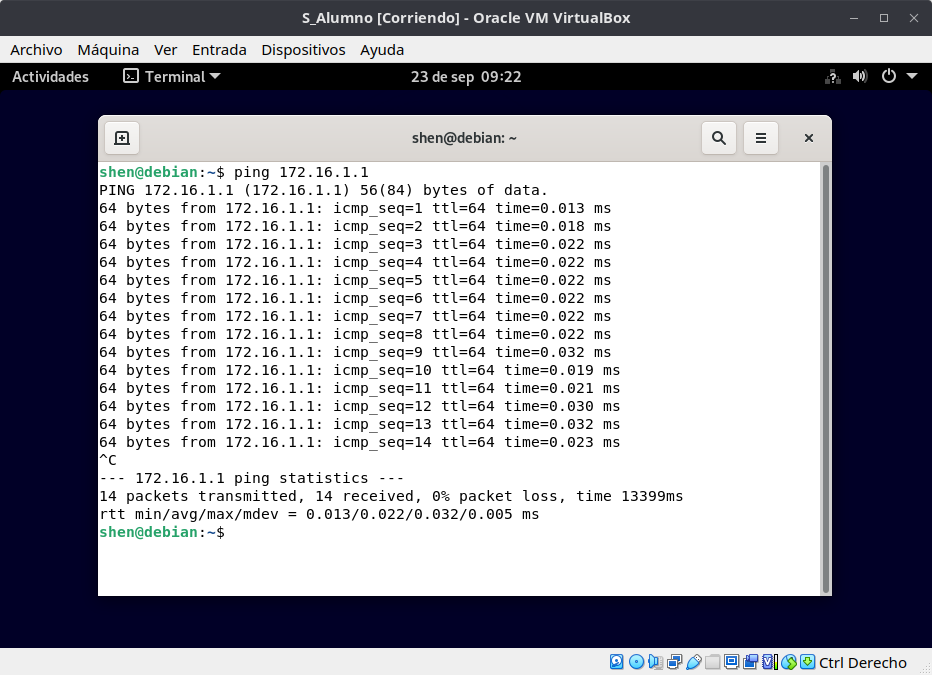 S_Alumno [Corriendo] - Oracle VM VirtualBox
Archivo Máquina Ver Entrada Dispositivos Ayuda
Actividades Terminal 23 de sep 09:22
shen@debian: ~
shen@debian:~$ ping 172.16.1.1
PING 172.16.1.1 (172.16.1.1) 56(84) bytes of data.
64 bytes from 172.16.1.1: icmp_seq=1 ttl=64 time=0.013 ms
64 bytes from 172.16.1.1: icmp_seq=2 ttl=64 time=0.018 ms
64 bytes from 172.16.1.1: icmp_seq=3 ttl=64 time=0.022 ms
64 bytes from 172.16.1.1: icmp_seq=4 ttl=64 time=0.022 ms
64 bytes from 172.16.1.1: icmp_seq=5 ttl=64 time=0.022 ms
64 bytes from 172.16.1.1: icmp_seq=6 ttl=64 time=0.022 ms
64 bytes from 172.16.1.1: icmp_seq=7 ttl=64 time=0.022 ms
64 bytes from 172.16.1.1: icmp_seq=8 ttl=64 time=0.022 ms
64 bytes from 172.16.1.1: icmp_seq=9 ttl=64 time=0.032 ms
64 bytes from 172.16.1.1: icmp_seq=10 ttl=64 time=0.019 ms
64 bytes from 172.16.1.1: icmp_seq=11 ttl=64 time=0.021 ms
64 bytes from 172.16.1.1: icmp_seq=12 ttl=64 time=0.030 ms
64 bytes from 172.16.1.1: icmp_seq=13 ttl=64 time=0.032 ms
64 bytes from 172.16.1.1: icmp_seq=14 ttl=64 time=0.023 ms
^C
--- 172.16.1.1 ping statistics ---
14 packets transmitted, 14 received, 0% packet loss, time 13399ms
rtt min/avg/max/mdev = 0.013/0.022/0.032/0.005 ms
shen@debian:~$
Ctrl Derecho